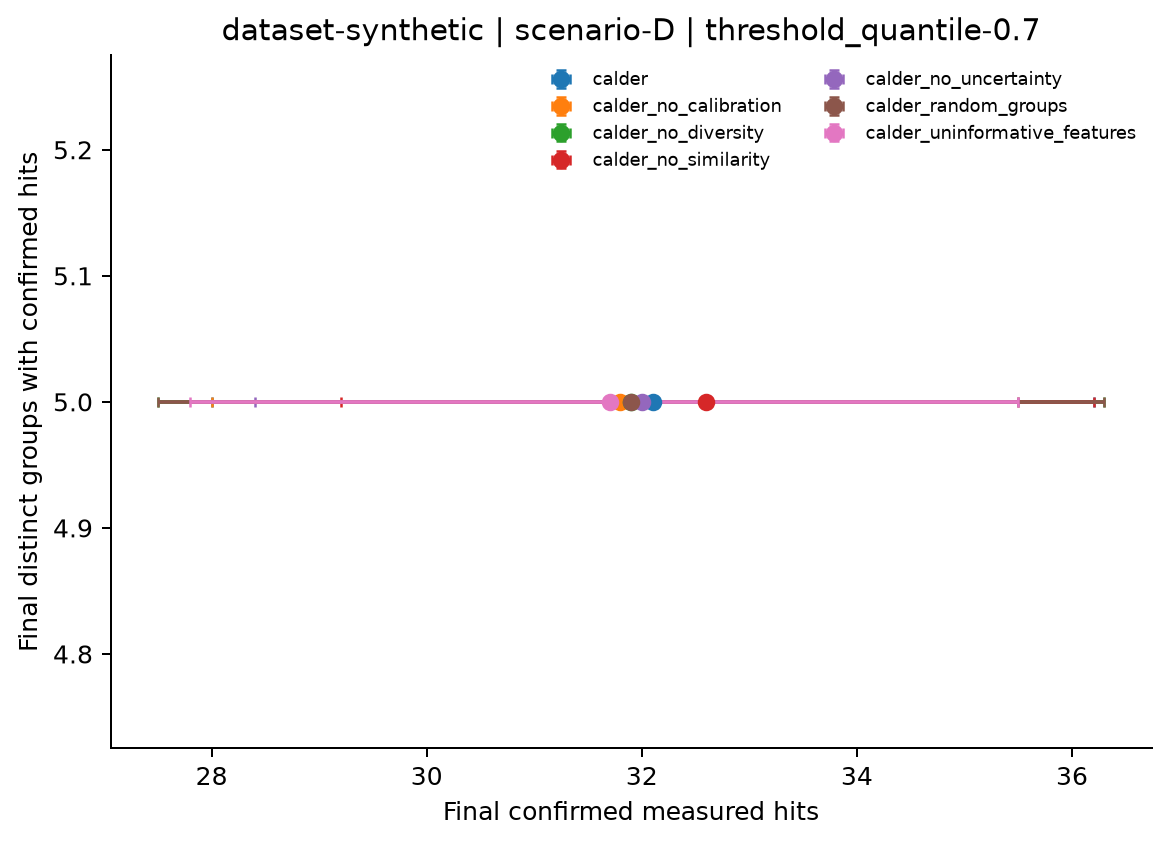 dataset-synthetic | scenario-D | threshold_quantile-0.7
calder
calder_no_calibration
calder_no_diversity
calder_no_similarity
calder_no_uncertainty
calder_random_groups
calder_uninformative_features
Final distinct groups with confirmed hits
5.2
5.1
5.0
4.9
4.8
28 30 32 34 36
Final confirmed measured hits